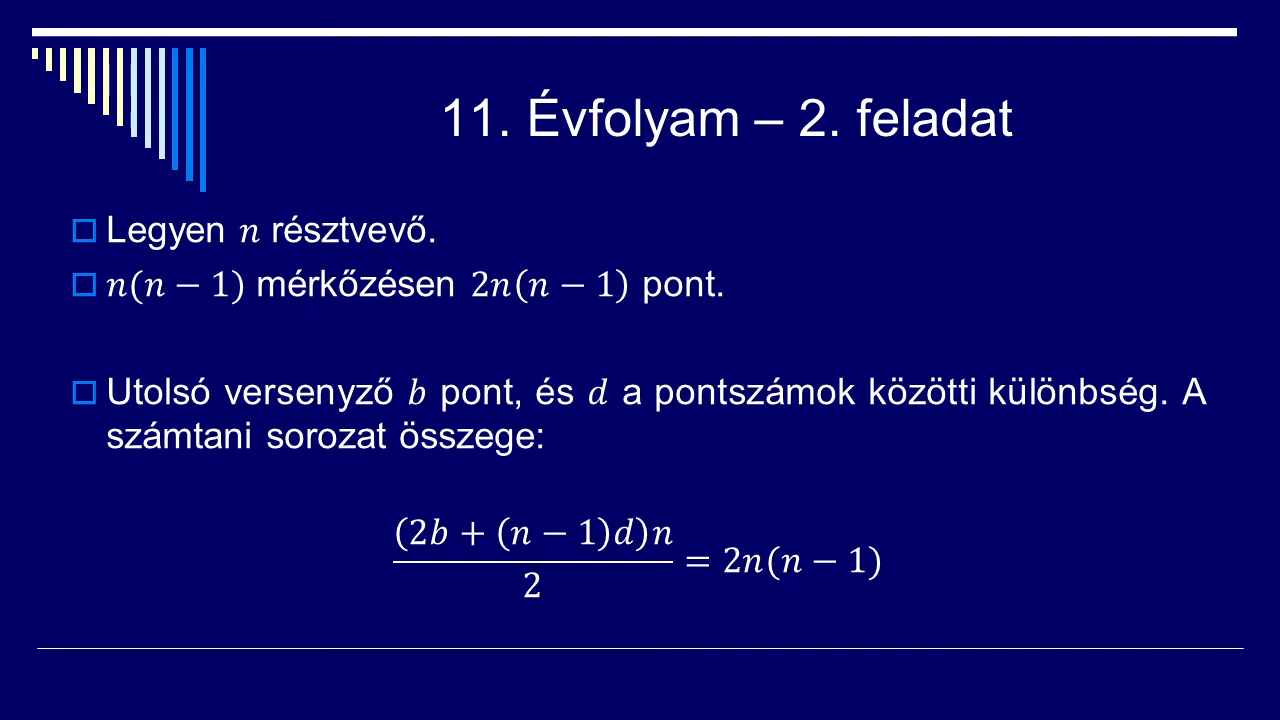 11. Évfolyam – 2. feladat
Legyen 𝑛 résztvevő.
𝑛(𝑛 − 1) mérkőzésen 2𝑛(𝑛 − 1) pont.
Utolsó versenyző 𝑏 pont, és 𝑑 a pontszámok közötti különbség. A
számtani sorozat összege:
(2𝑏 + (𝑛 − 1)𝑑)𝑛 / 2 = 2𝑛(𝑛 − 1)